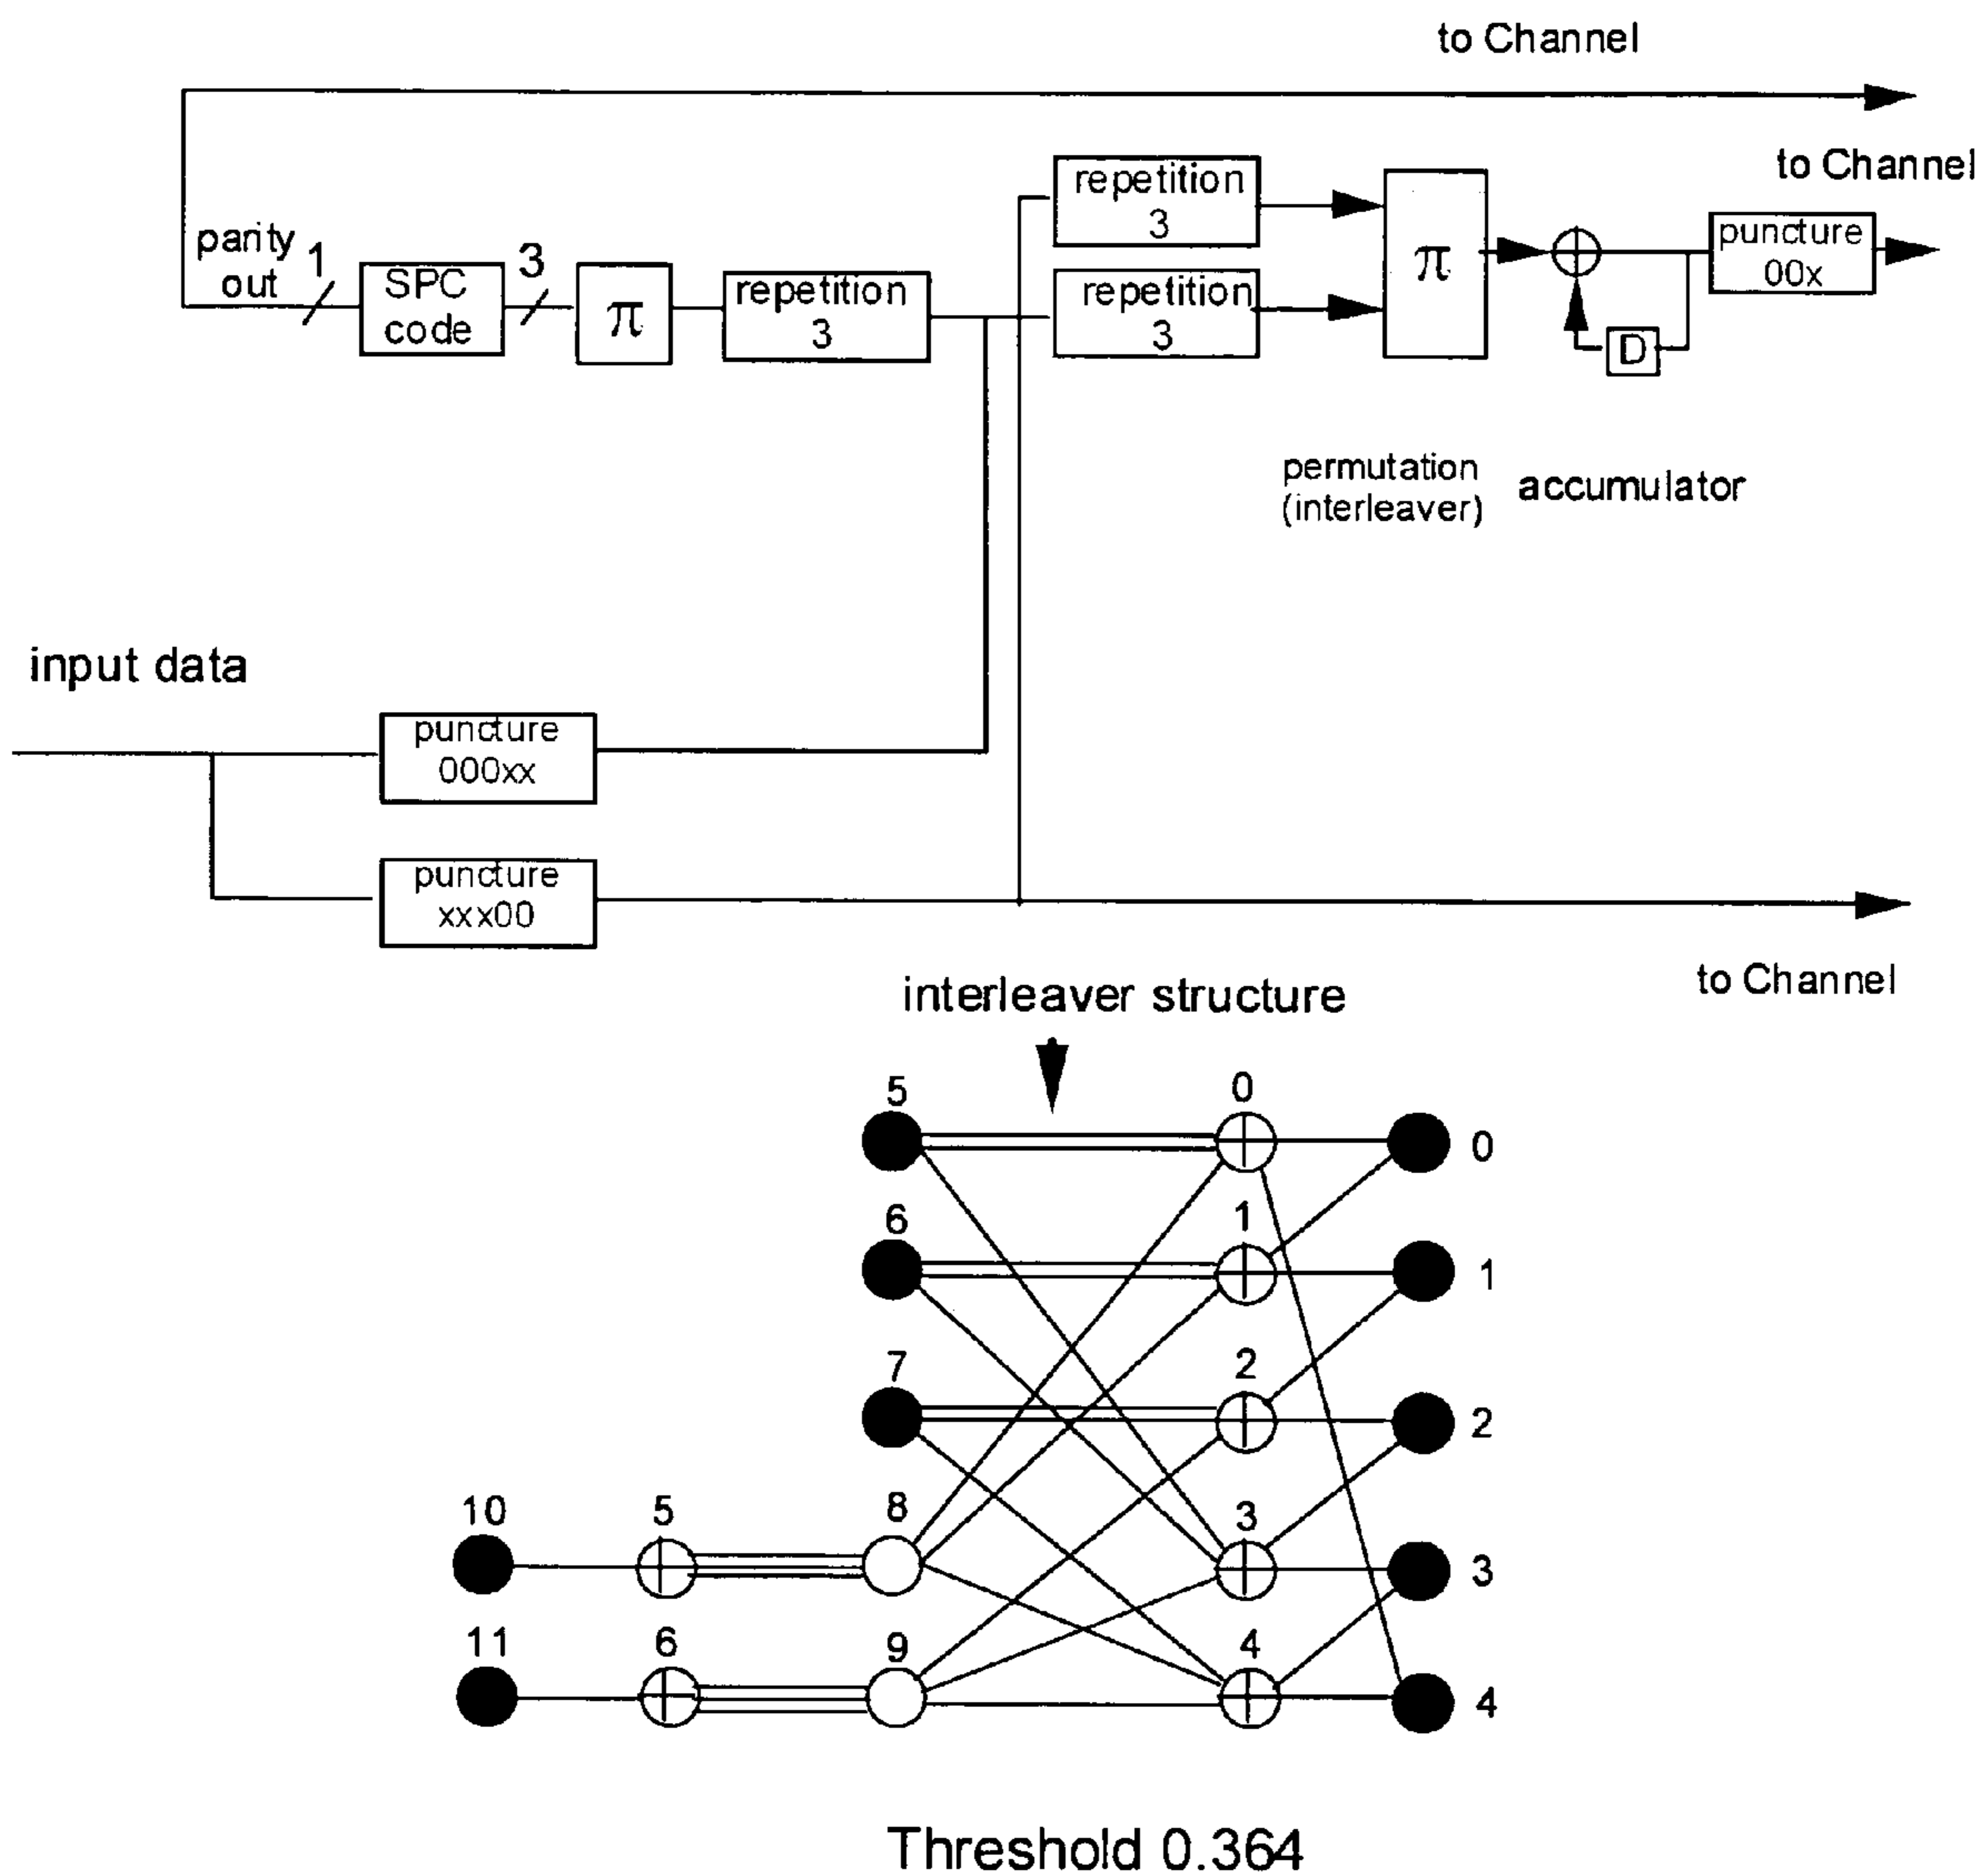 to Channel
to Channel
repetition
3
parity
out
1
SPC
code
3
π
repetition
3
repetition
3
π
puncture
00x
D
permutation
(interleaver)
accumulator
input data
puncture
000xx
puncture
xxx00
to Channel
interleaver structure
5
0
0
6
1
1
7
2
2
10
5
8
3
3
11
6
9
4
4
Threshold 0.364